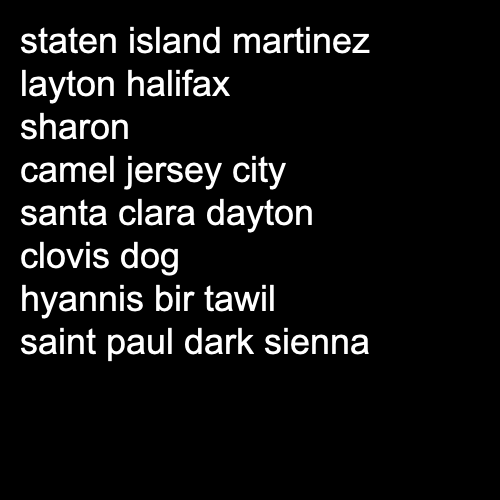 staten island martinez
layton halifax
sharon
camel jersey city
santa clara dayton
clovis dog
hyannis bir tawil
saint paul dark sienna